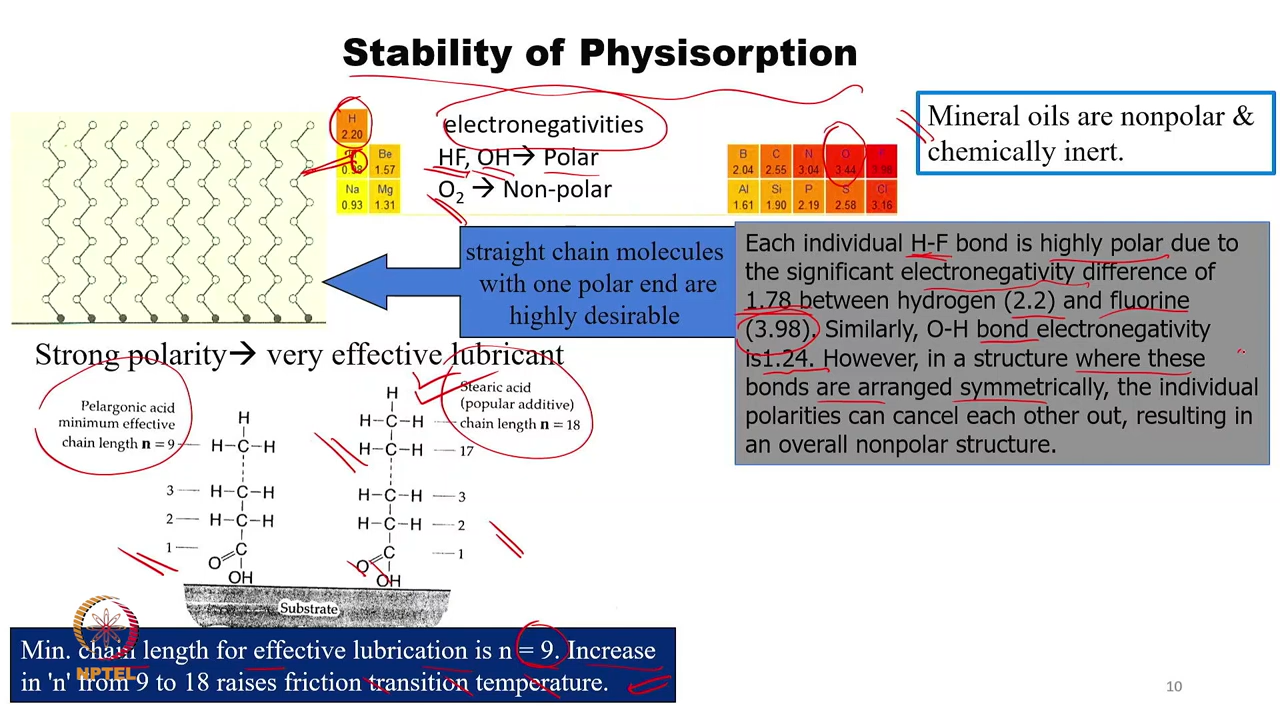 Stability of Physisorption
H
2.20
0.98
Be
1.57
Na
0.93
Mg
1.31
electronegativities
HF, OH→ Polar
O2 → Non-polar
B
2.04
C
2.55
N
3.04
O
3.44
3.98
Al
1.61
Si
1.90
P
2.19
S
2.58
Cl
3.16
Mineral oils are nonpolar &
chemically inert.
straight chain molecules
with one polar end are
highly desirable
Each individual H-F bond is highly polar due to
the significant electronegativity difference of
1.78 between hydrogen (2.2) and fluorine
(3.98). Similarly, O-H bond electronegativity
is1.24. However, in a structure where these
bonds are arranged symmetrically, the individual
polarities can cancel each other out, resulting in
an overall nonpolar structure.
Strong polarity→ very effective lubricant
Pelargonic acid
minimum effective
chain length n = 9
H
H-C-H
3 H-C-H
2 H-C-H
1 C
O
OH
Stearic acid
(popular additive)
chain length n = 18
H
H-C-H
H-C-H 17
H-C-H 3
H-C-H 2
C 1
O
OH
Substrate
Min. chain length for effective lubrication is n = 9. Increase
in 'n' from 9 to 18 raises friction transition temperature.
NPTEL
10